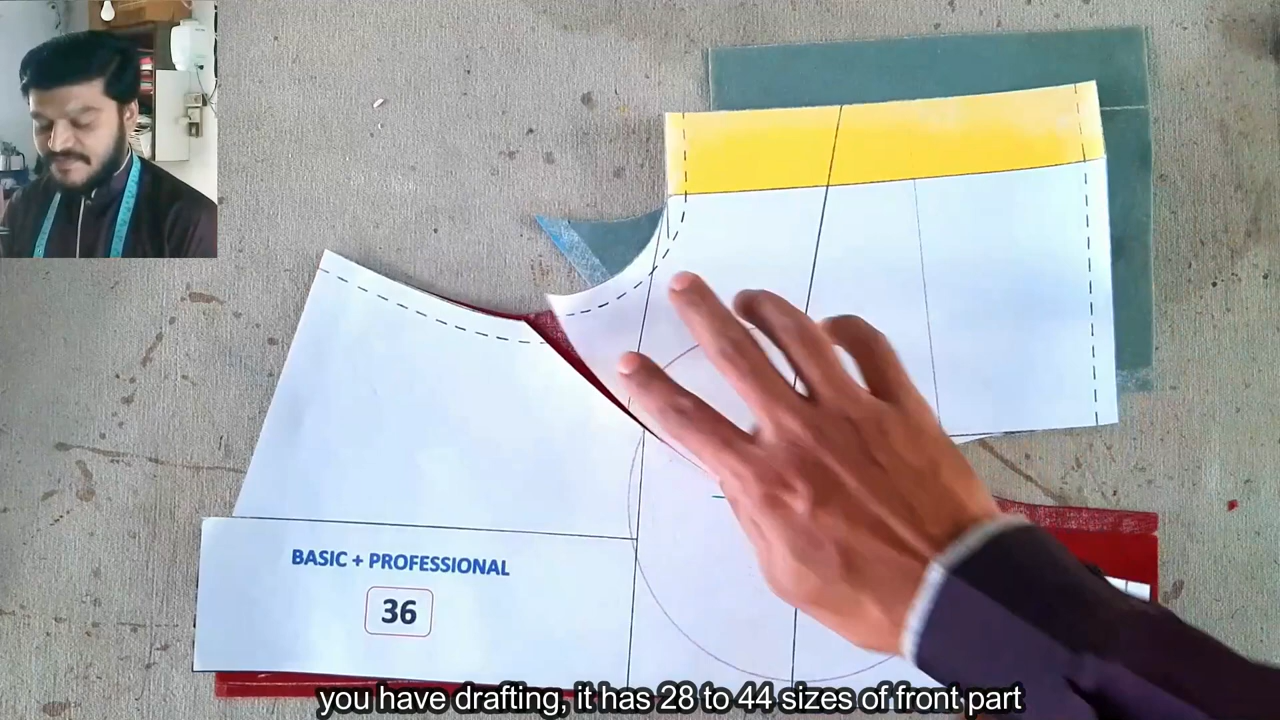 BASIC + PROFESSIONAL
36
you have drafting, it has 28 to 44 sizes of front part